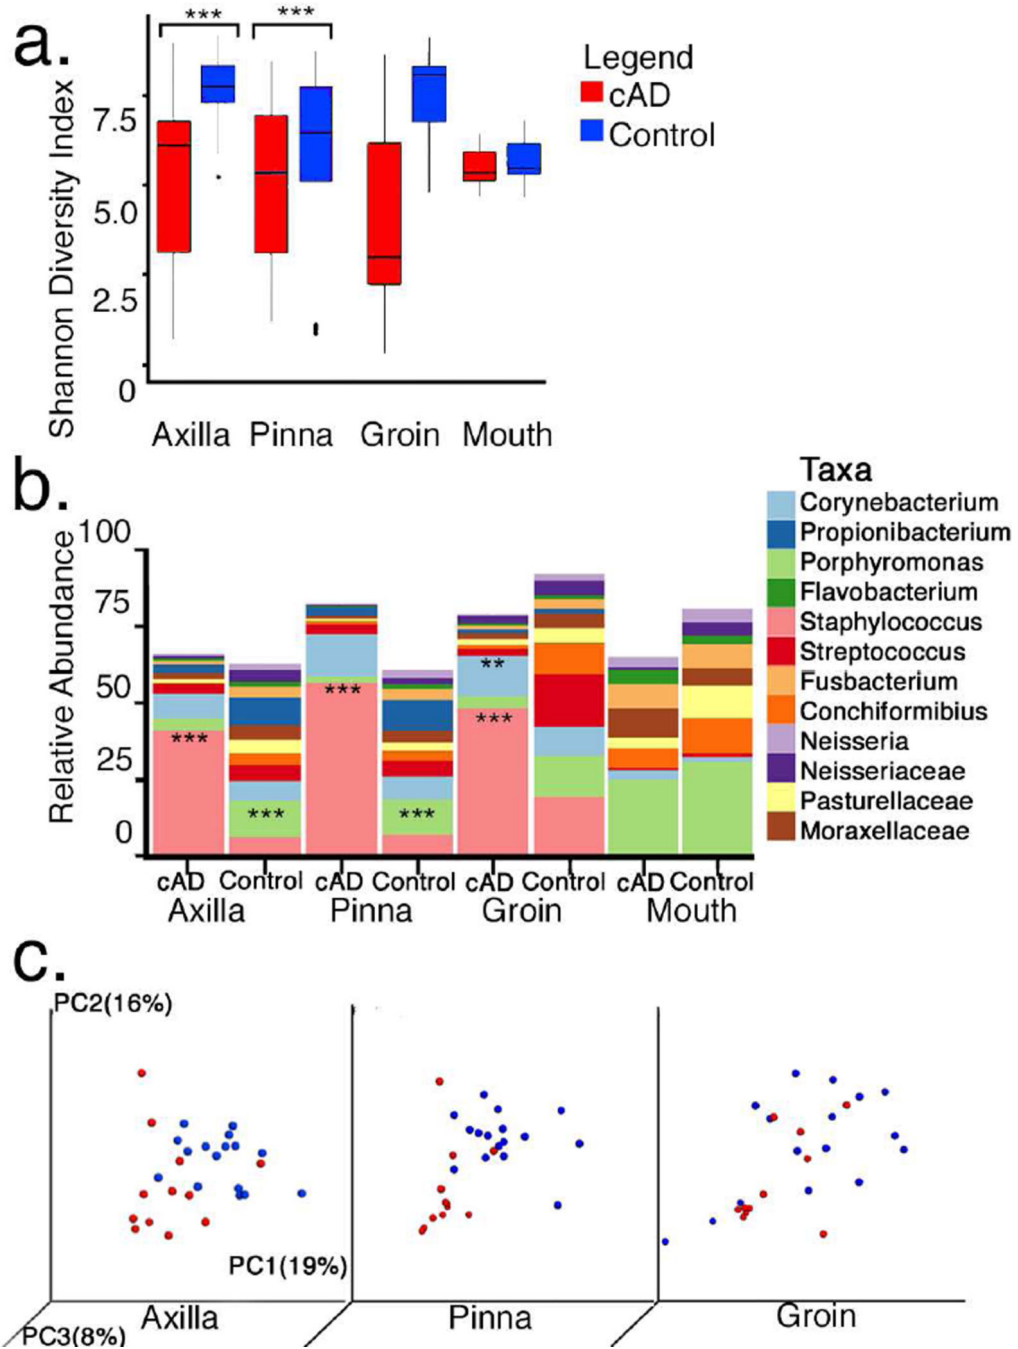 a.
*** ***
Shannon Diversity Index
7.5
5.0
2.5
0
Axilla Pinna Groin Mouth
Legend
cAD
Control
b.
Relative Abundance
100
75
50
25
0
***
***
***
***
**
***
cAD Control cAD Control cAD Control cAD Control
Axilla Pinna Groin Mouth
Taxa
Corynebacterium
Propionibacterium
Porphyromonas
Flavobacterium
Staphylococcus
Streptococcus
Fusbacterium
Conchiformibius
Neisseria
Neisseriaceae
Pasturellaceae
Moraxellaceae
c.
PC2(16%)
PC1(19%)
PC3(8%)
Axilla Pinna Groin